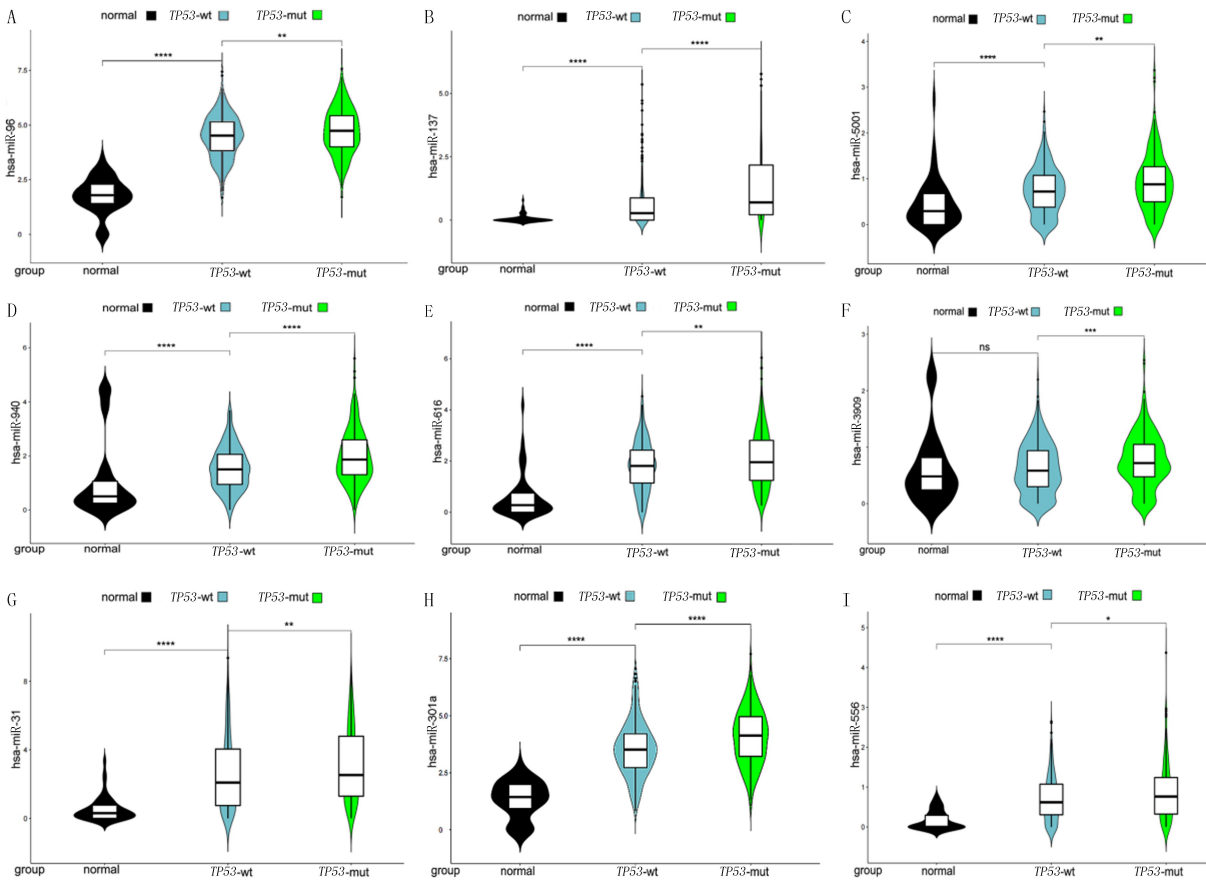 A normal TP53-wt TP53-mut
**
****
7.5
5.0
2.5
0
hsa-miR-96
group normal TP53-wt TP53-mut
B normal TP53-wt TP53-mut
****
****
5.0
2.5
0
hsa-miR-137
group normal TP53-wt TP53-mut
C normal TP53-wt TP53-mut
**
****
4
3
2
1
0
hsa-miR-5001
group normal TP53-wt TP53-mut
D normal TP53-wt TP53-mut
****
****
6
4
2
0
hsa-miR-940
group normal TP53-wt TP53-mut
E normal TP53-wt TP53-mut
**
****
6
4
2
0
hsa-miR-616
group normal TP53-wt TP53-mut
F normal TP53-wt TP53-mut
***
ns
3
2
1
0
hsa-miR-3909
group normal TP53-wt TP53-mut
G normal TP53-wt TP53-mut
**
****
8
4
0
hsa-miR-31
group normal TP53-wt TP53-mut
H normal TP53-wt TP53-mut
****
****
7.5
5.0
2.5
0
hsa-miR-301a
group normal TP53-wt TP53-mut
I normal TP53-wt TP53-mut
*
****
5
4
3
2
1
0
hsa-miR-556
group normal TP53-wt TP53-mut